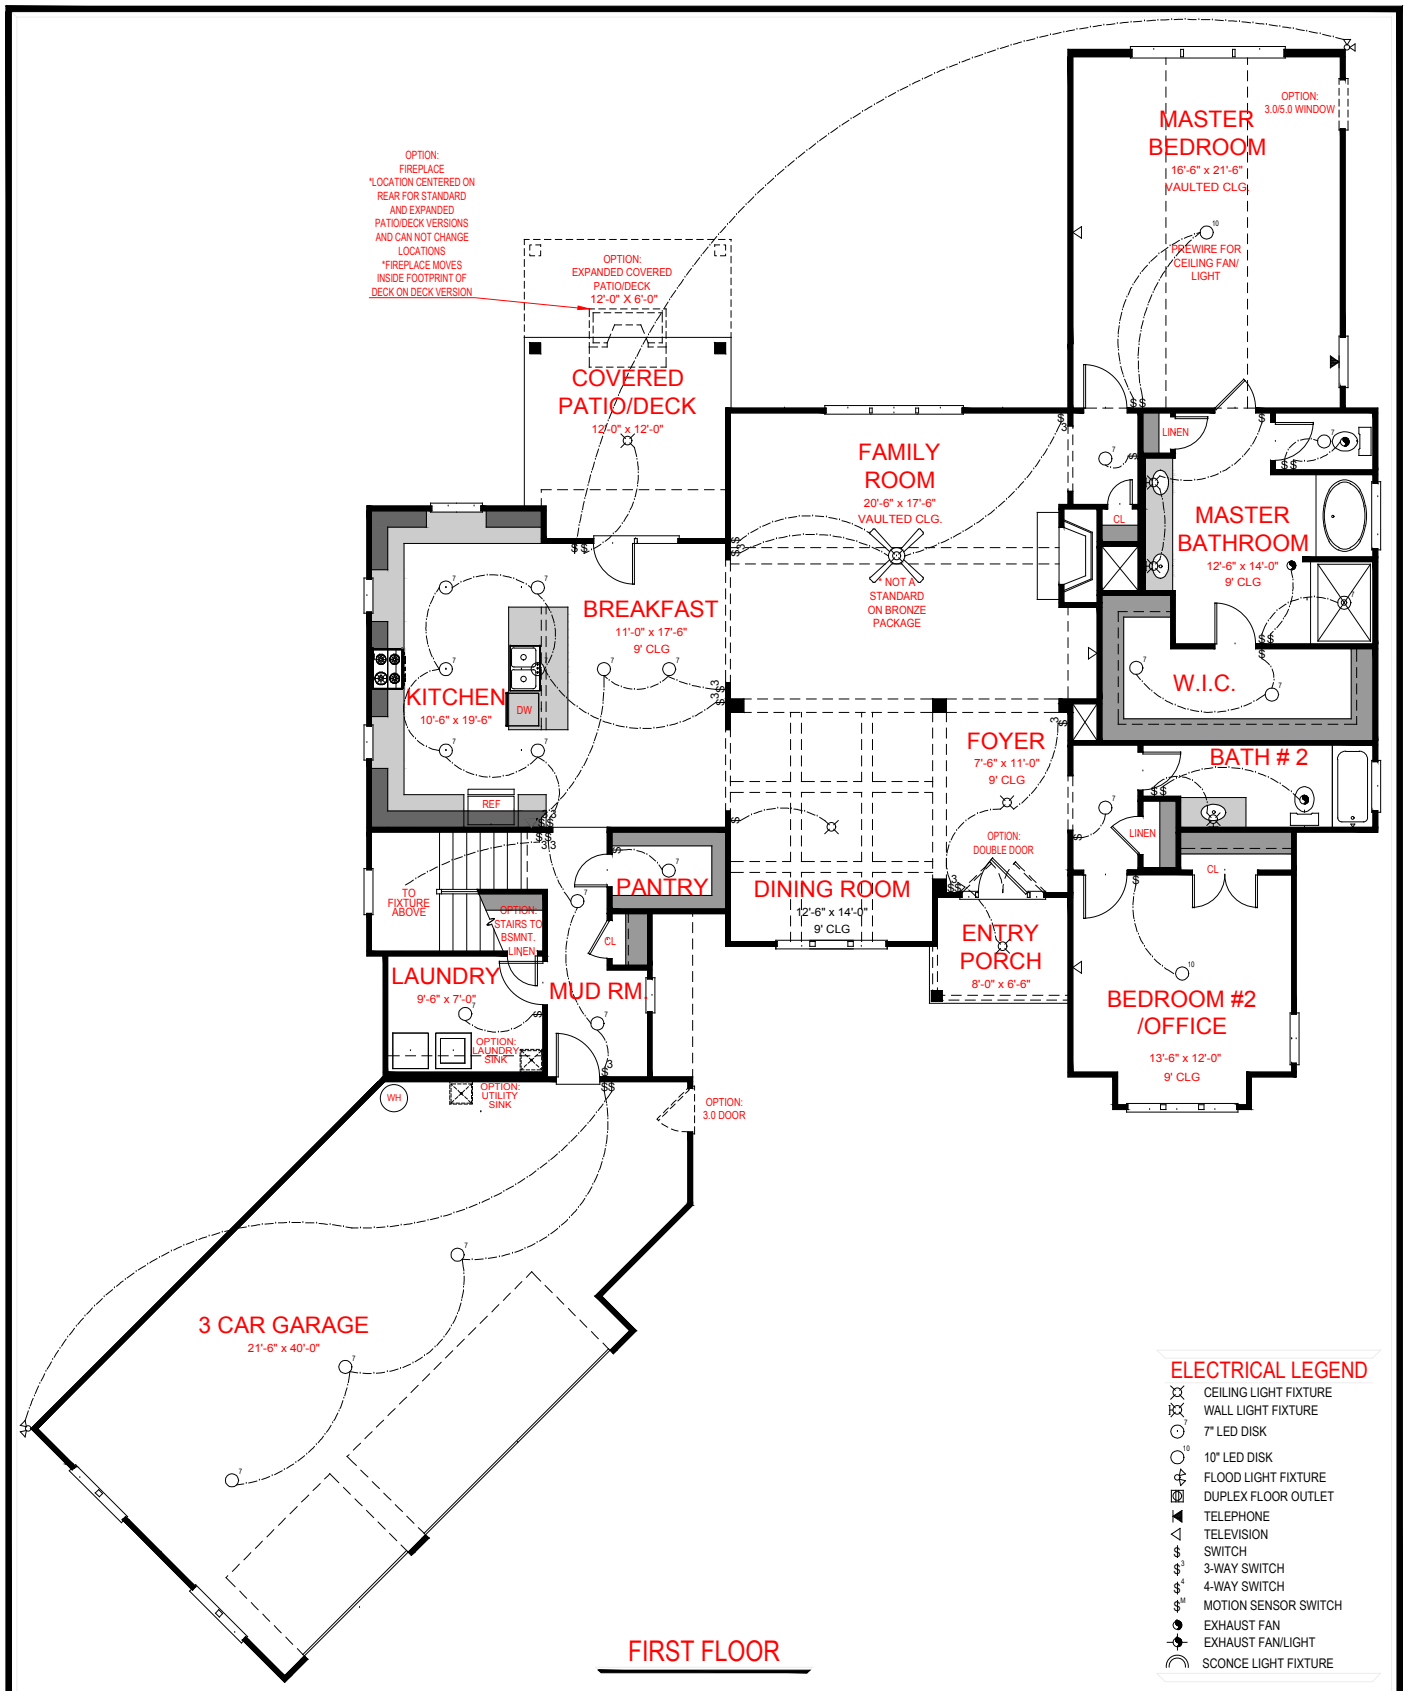 OPTION:
3.0/5.0 WINDOW
MASTER
BEDROOM
16'-6" x 21'-6"
VAULTED CLG.
10
PREWIRE FOR
CEILING FAN/
LIGHT
OPTION:
FIREPLACE
*LOCATION CENTERED ON
REAR FOR STANDARD
AND EXPANDED
PATIO/DECK VERSIONS
AND CAN NOT CHANGE
LOCATIONS
*FIREPLACE MOVES
INSIDE FOOTPRINT OF
DECK ON DECK VERSION
OPTION:
EXPANDED COVERED
PATIO/DECK
12'-0" X 6'-0"
COVERED
PATIO/DECK
12'-0" x 12'-0"
FAMILY
ROOM
20'-6" x 17'-6"
VAULTED CLG.
* NOT A
STANDARD
ON BRONZE
PACKAGE
LINEN
CL
MASTER
BATHROOM
12'-6" x 14'-0"
9' CLG
W.I.C.
BREAKFAST
11'-0" x 17'-6"
9' CLG
KITCHEN
10'-6" x 19'-6"
DW
REF
FOYER
7'-6" x 11'-0"
9' CLG
OPTION:
DOUBLE DOOR
BATH # 2
LINEN
CL
DINING ROOM
12'-6" x 14'-0"
9' CLG
PANTRY
TO
FIXTURE
ABOVE
OPTION:
STAIRS TO
BSMNT.
LINEN
CL
ENTRY
PORCH
8'-0" x 6'-6"
LAUNDRY
9'-6" x 7'-0"
MUD RM.
OPTION:
LAUNDRY
SINK
BEDROOM #2
/OFFICE
13'-6" x 12'-0"
9' CLG
10
WH
OPTION:
UTILITY
SINK
OPTION:
3.0 DOOR
3 CAR GARAGE
21'-6" x 40'-0"
ELECTRICAL LEGEND
CEILING LIGHT FIXTURE
WALL LIGHT FIXTURE
7 7" LED DISK
10 10" LED DISK
FLOOD LIGHT FIXTURE
DUPLEX FLOOR OUTLET
TELEPHONE
TELEVISION
$ SWITCH
$3 3-WAY SWITCH
$4 4-WAY SWITCH
$M MOTION SENSOR SWITCH
EXHAUST FAN
EXHAUST FAN/LIGHT
SCONCE LIGHT FIXTURE
FIRST FLOOR